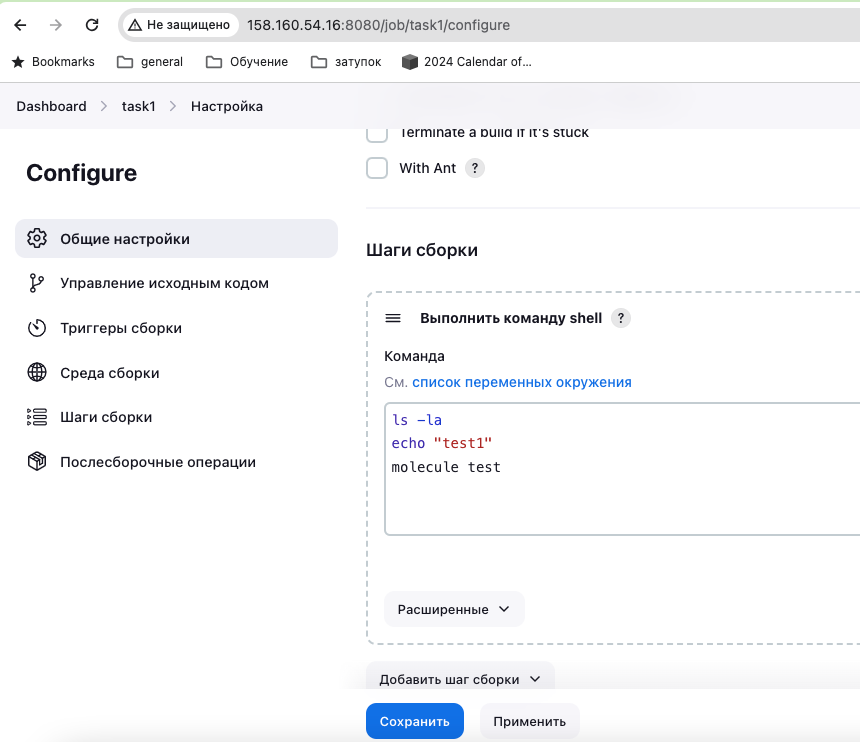 Не защищено 158.160.54.16:8080/job/task1/configure
Bookmarks general Обучение затупок 2024 Calendar of...
Dashboard task1 Настройка
Terminate a build if it's stuck
With Ant ?
Configure
Общие настройки
Управление исходным кодом
Триггеры сборки
Среда сборки
Шаги сборки
Послесборочные операции
Шаги сборки
Выполнить команду shell ?
Команда
См. список переменных окружения
ls -la
echo "test1"
molecule test
Расширенные
Добавить шаг сборки
Сохранить Применить